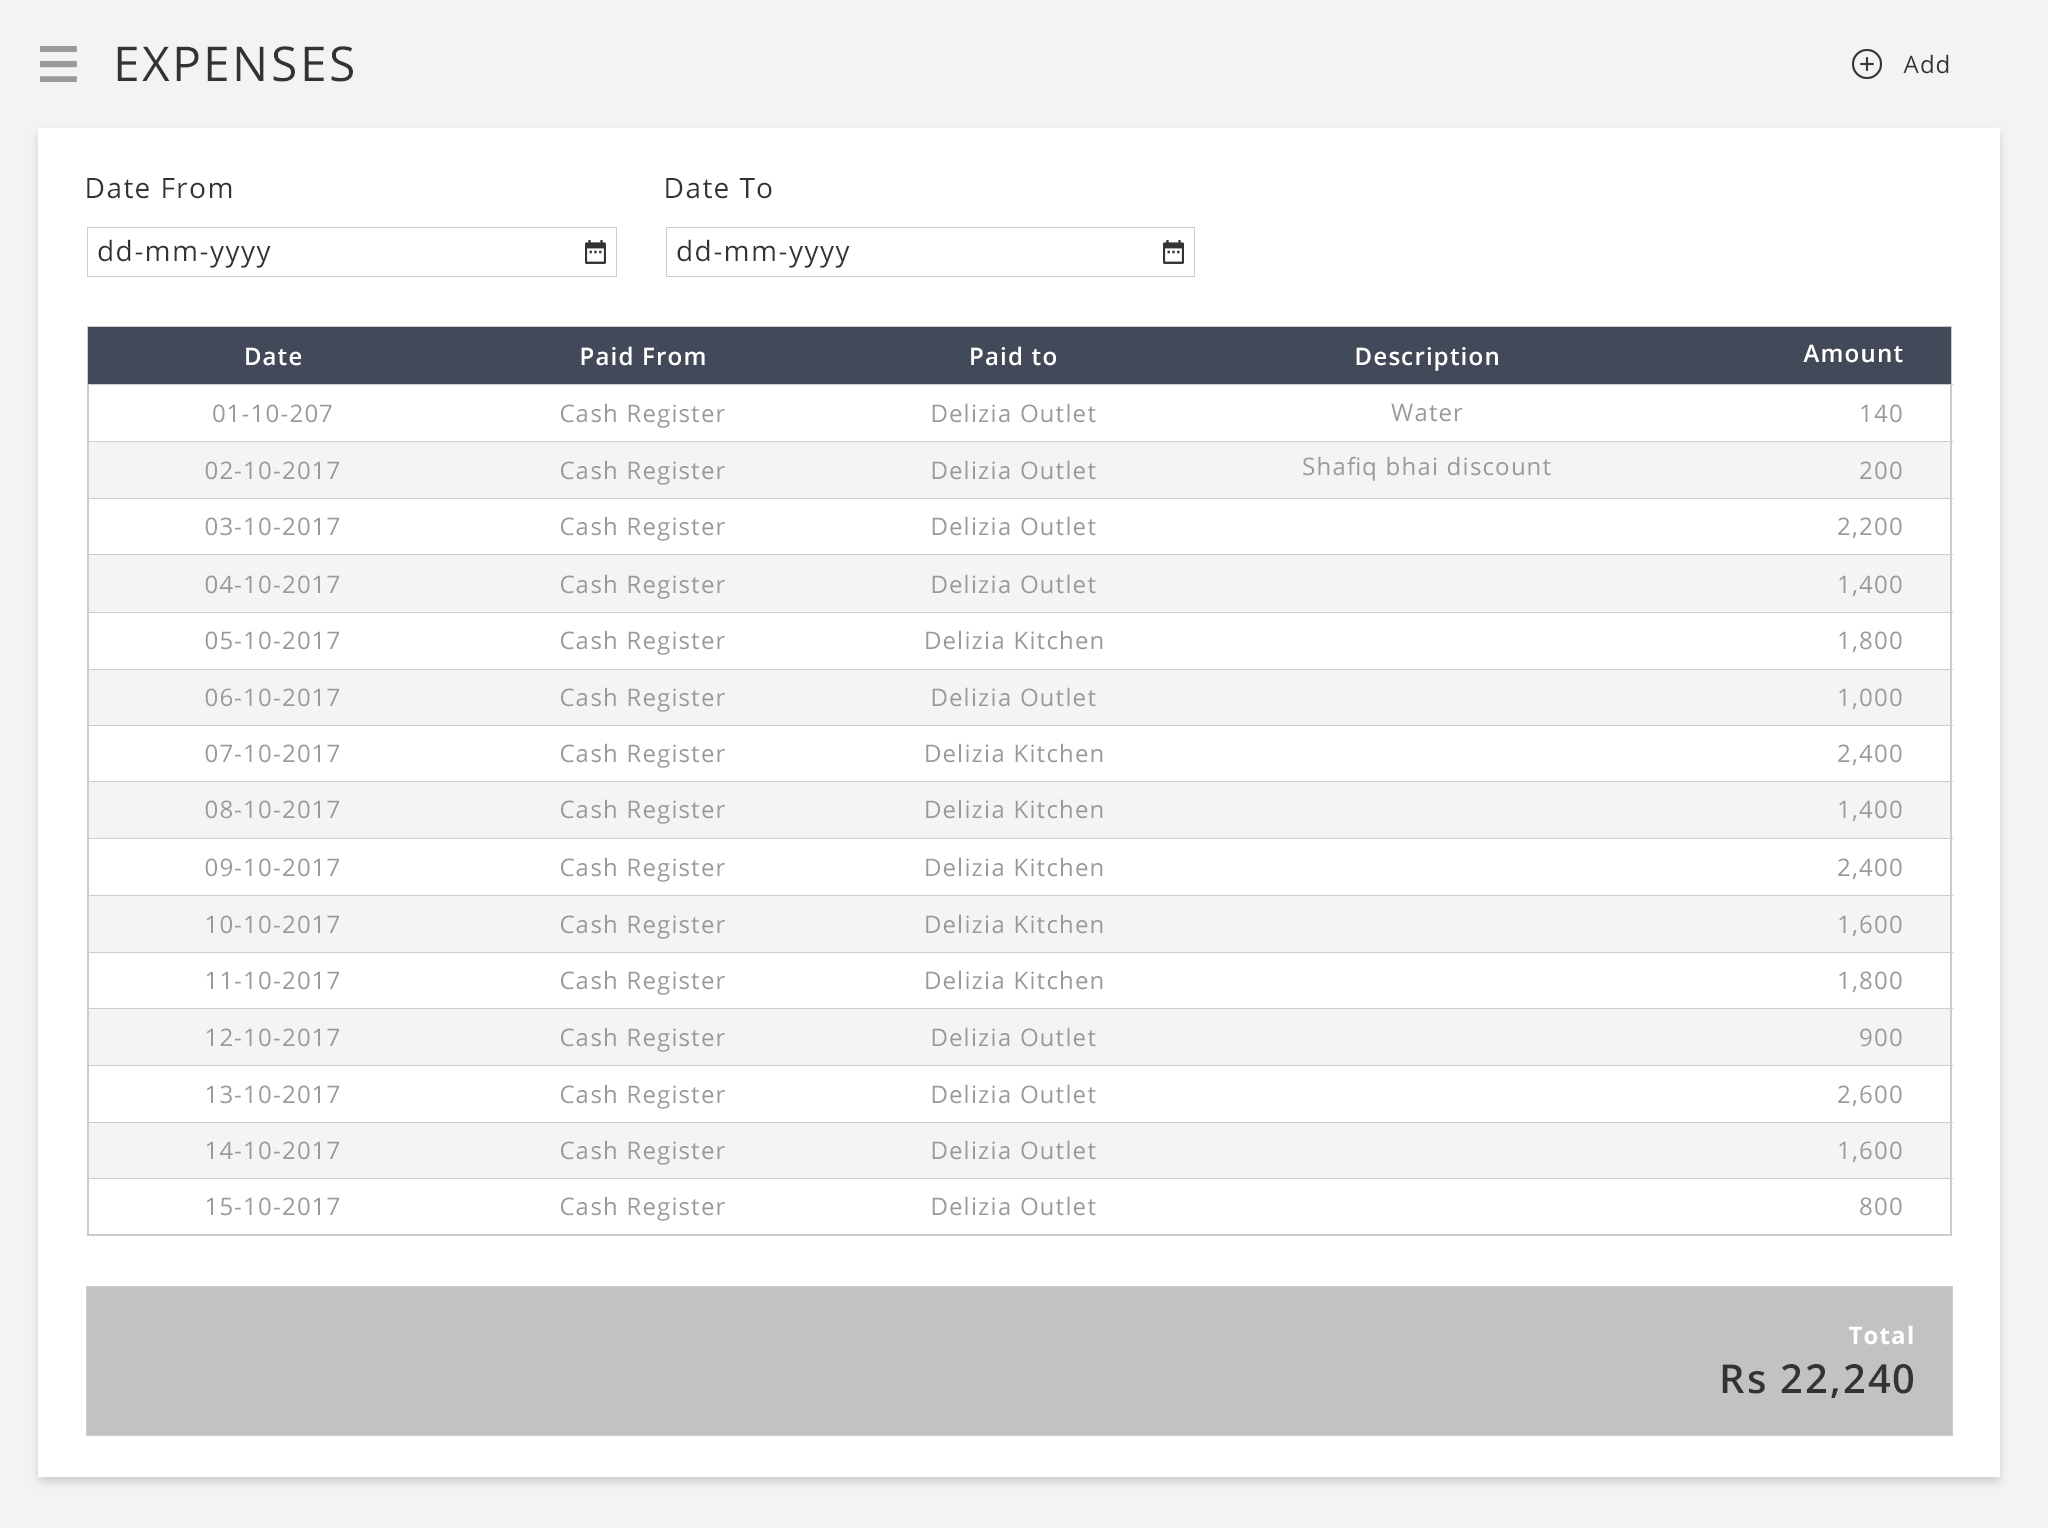 EXPENSES
Add
Date From
Date To
dd-mm-yyyy
dd-mm-yyyy
Date Paid From Paid to Description Amount
01-10-207 Cash Register Delizia Outlet Water 140
02-10-2017 Cash Register Delizia Outlet Shafiq bhai discount 200
03-10-2017 Cash Register Delizia Outlet 2,200
04-10-2017 Cash Register Delizia Outlet 1,400
05-10-2017 Cash Register Delizia Kitchen 1,800
06-10-2017 Cash Register Delizia Outlet 1,000
07-10-2017 Cash Register Delizia Kitchen 2,400
08-10-2017 Cash Register Delizia Kitchen 1,400
09-10-2017 Cash Register Delizia Kitchen 2,400
10-10-2017 Cash Register Delizia Kitchen 1,600
11-10-2017 Cash Register Delizia Kitchen 1,800
12-10-2017 Cash Register Delizia Outlet 900
13-10-2017 Cash Register Delizia Outlet 2,600
14-10-2017 Cash Register Delizia Outlet 1,600
15-10-2017 Cash Register Delizia Outlet 800
Total
Rs 22,240